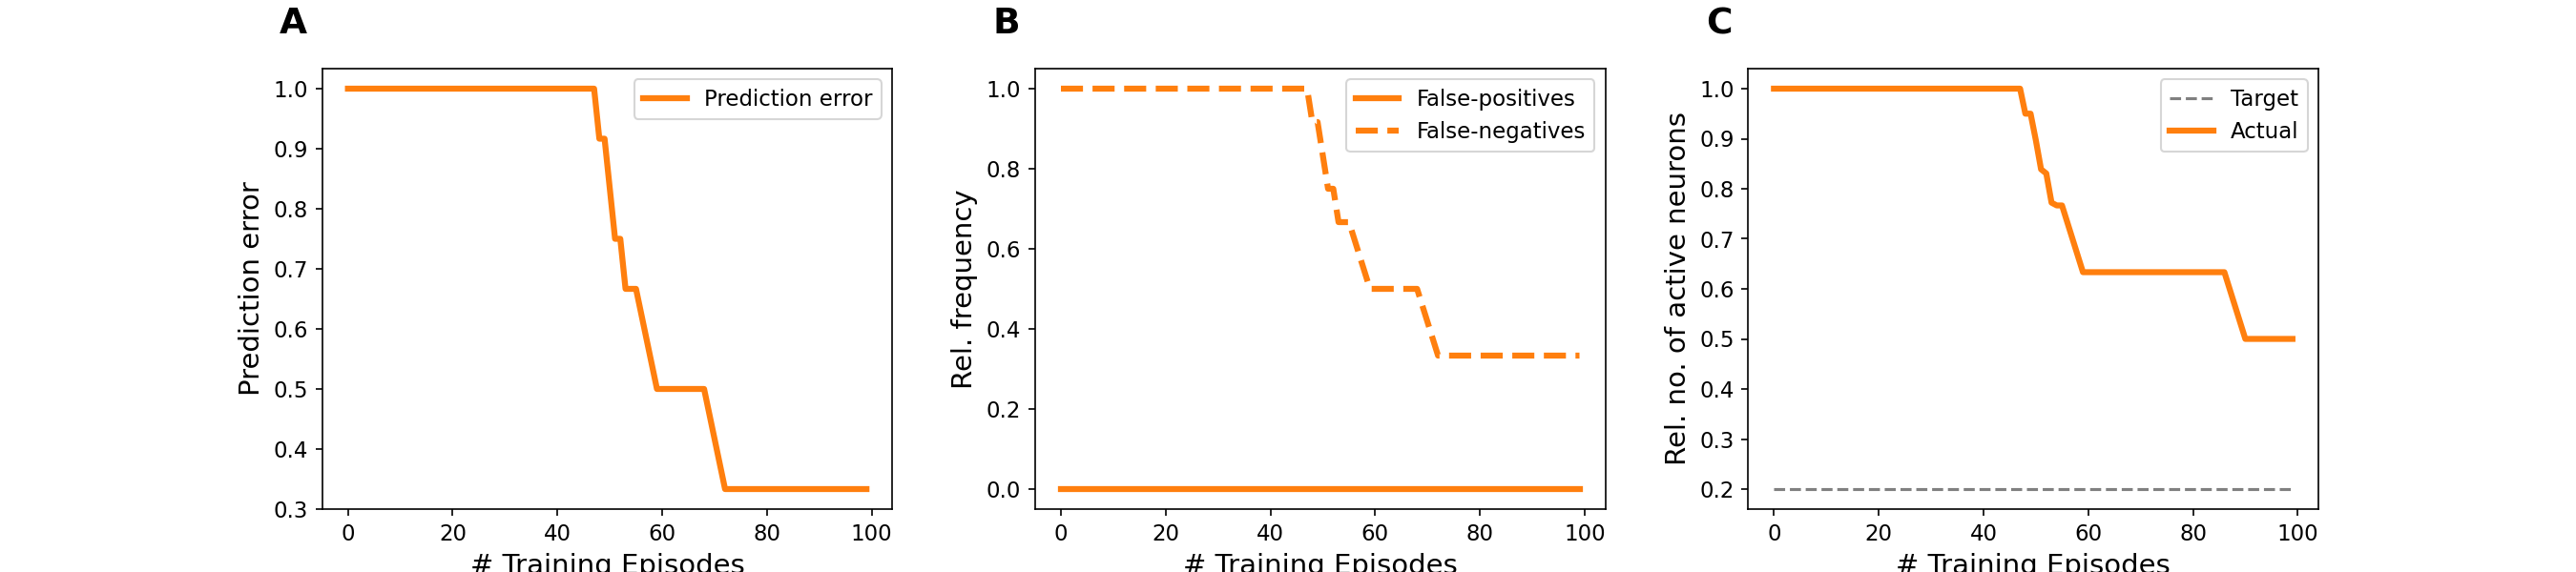 A
B
C
Prediction error
1.0
0.9
0.8
0.7
0.6
0.5
0.4
0.3
Prediction error
0 20 40 60 80 100
# Training Episodes
False-positives
False-negatives
1.0
0.8
0.6
0.4
0.2
0.0
Rel. frequency
0 20 40 60 80 100
# Training Episodes
Target
Actual
1.0
0.9
0.8
0.7
0.6
0.5
0.4
0.3
0.2
Rel. no. of active neurons
0 20 40 60 80 100
# Training Episodes